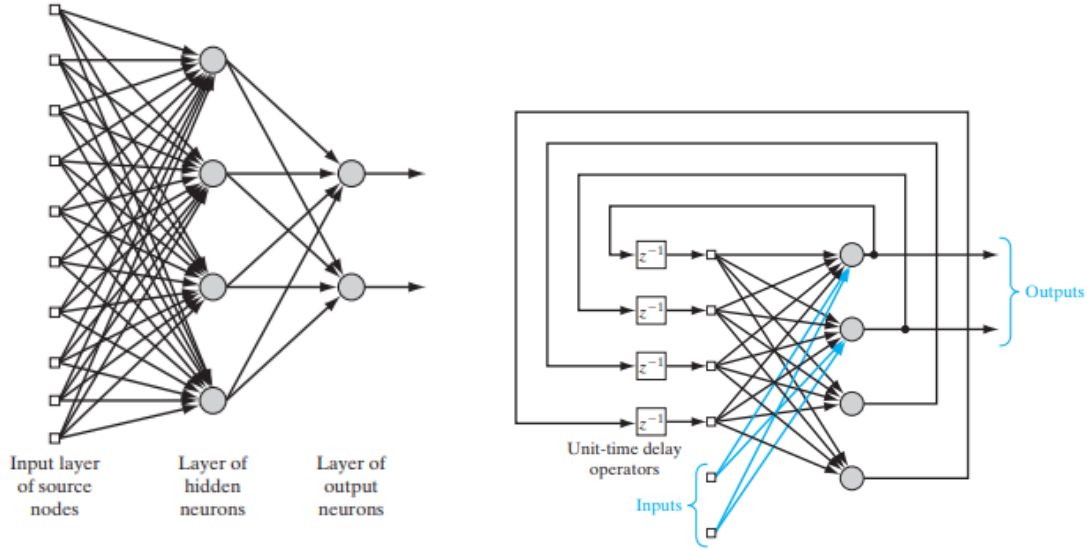 Input layer
of source
nodes
Layer of
hidden
neurons
Layer of
output
neurons
z⁻¹
z⁻¹
z⁻¹
z⁻¹
Unit-time delay
operators
Inputs
Outputs